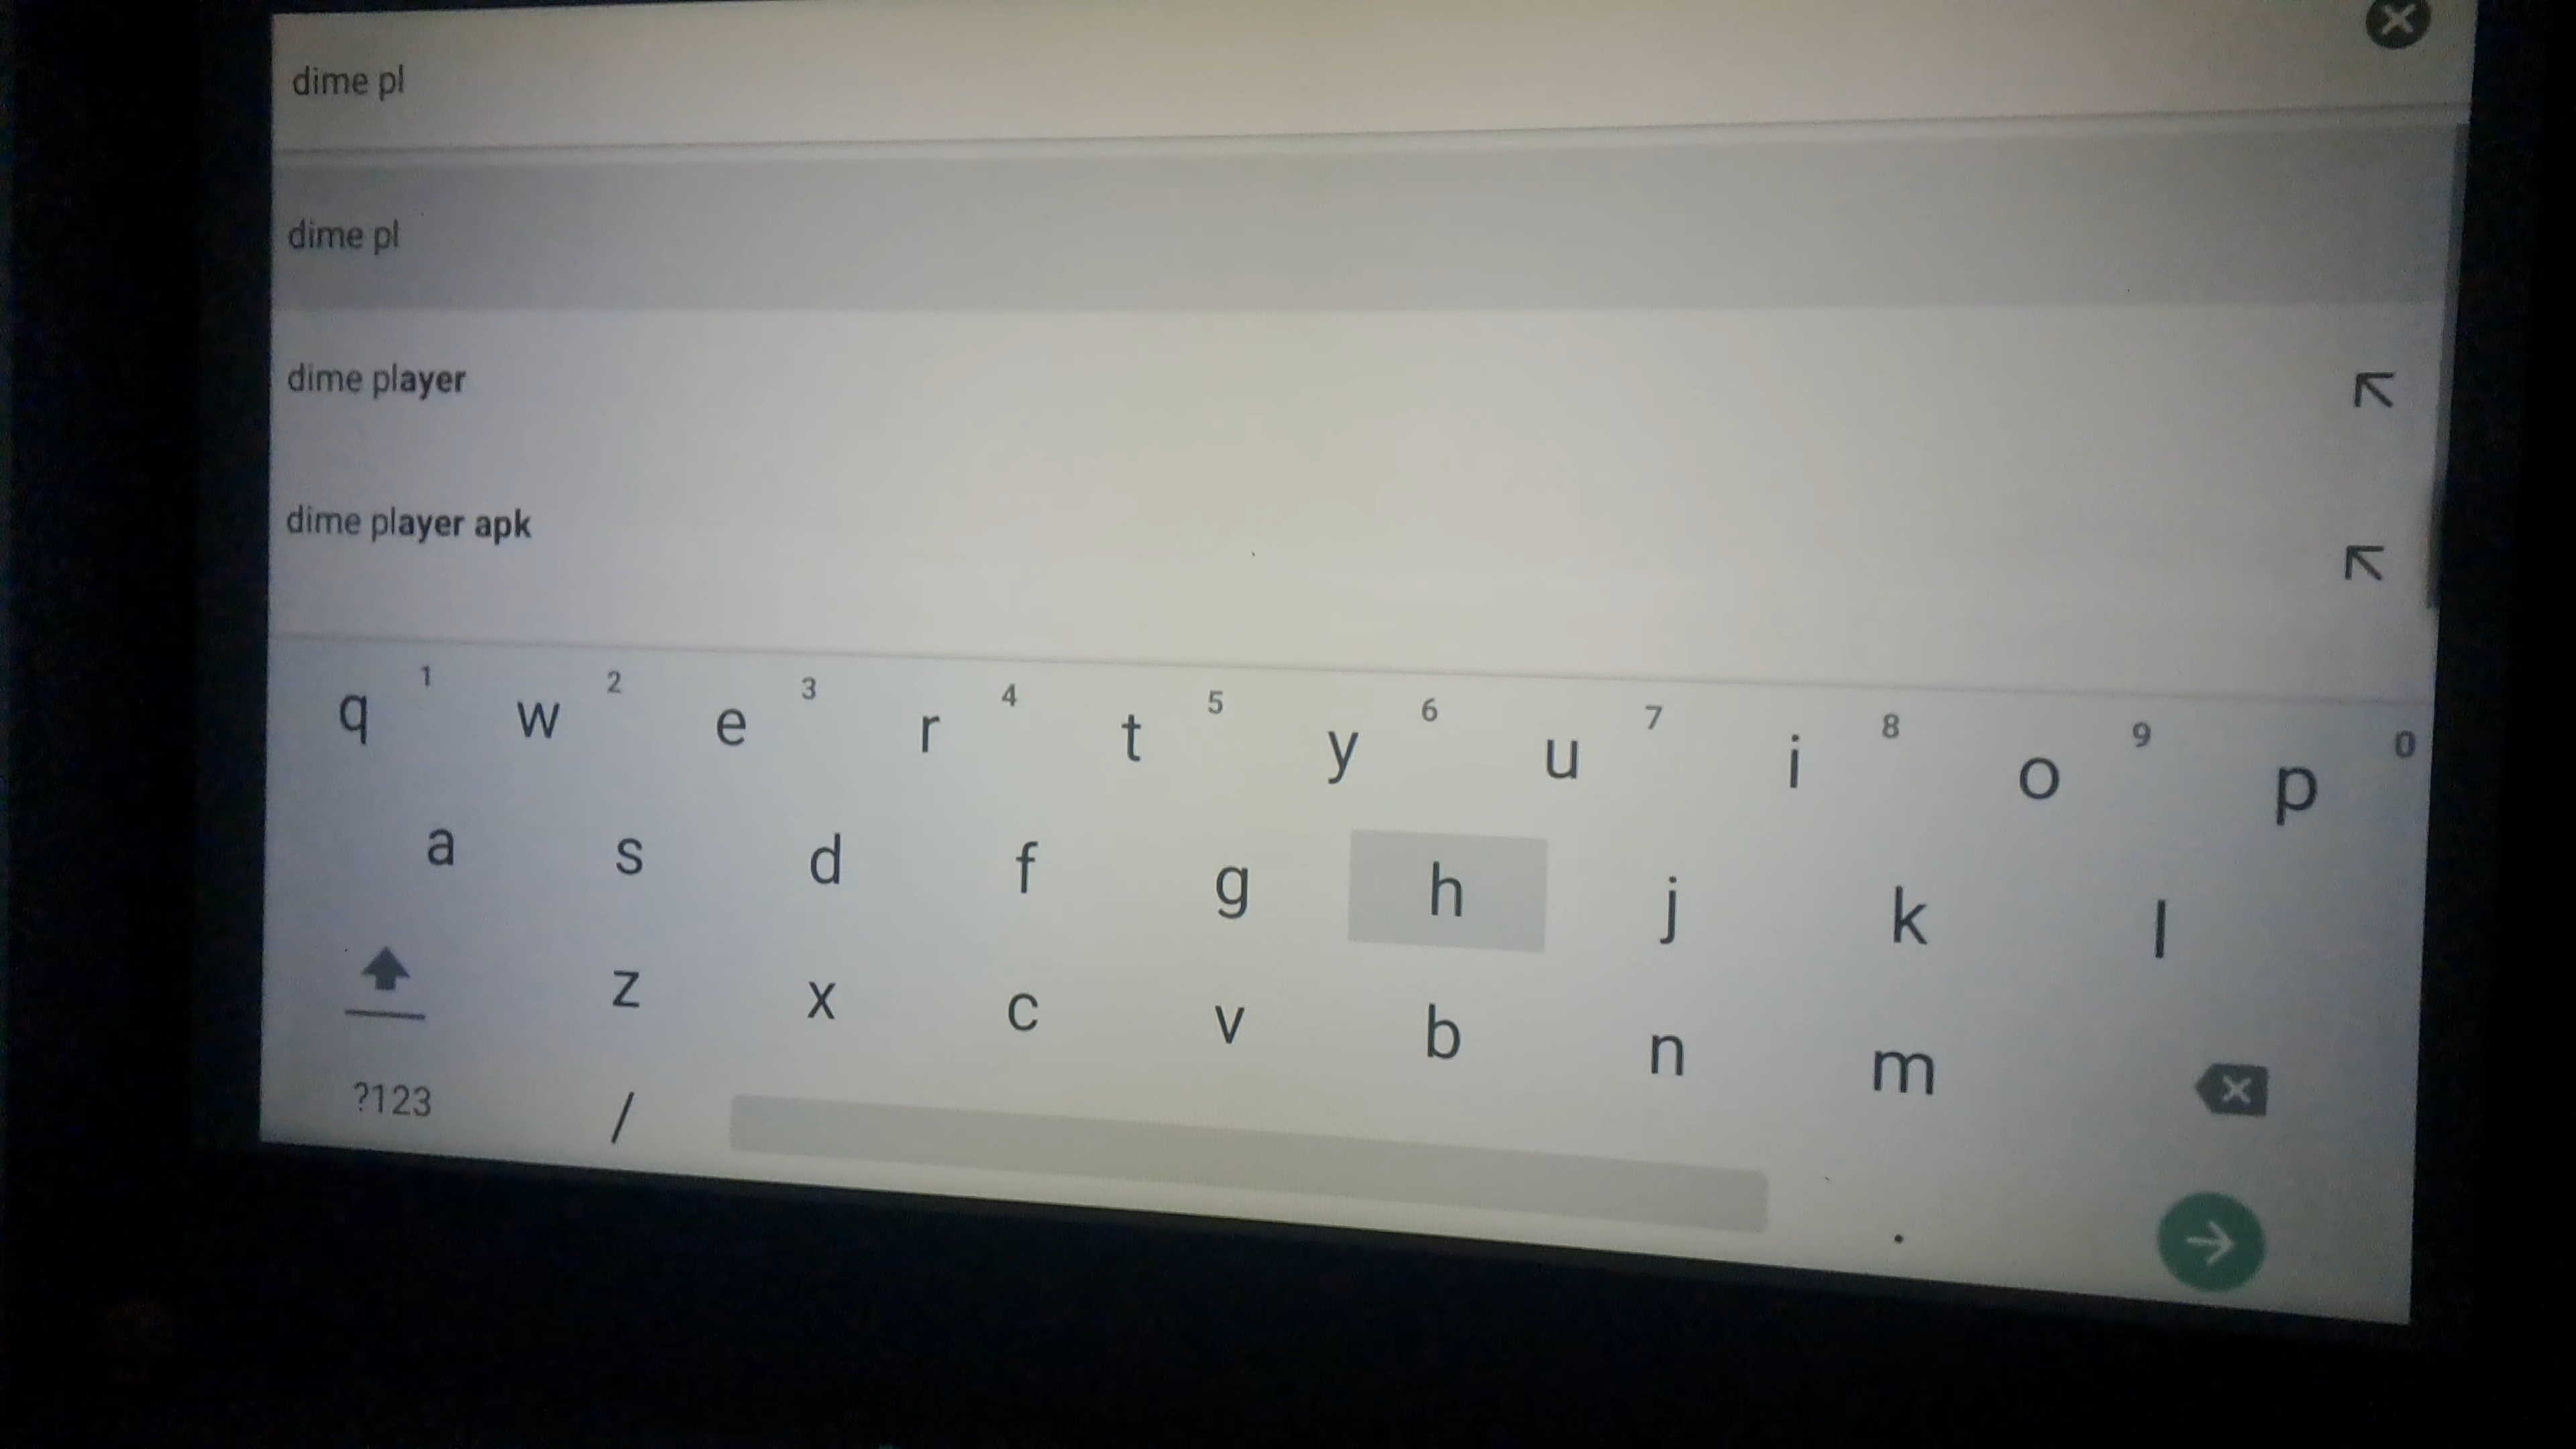 dime pl
dime pl
dime player
dime player apk
q 1 w 2 e 3 r 4 t 5 y 6 u 7 i 8 o 9 p 0
a s d f g h j k l
z x c v b n m
?123 / .